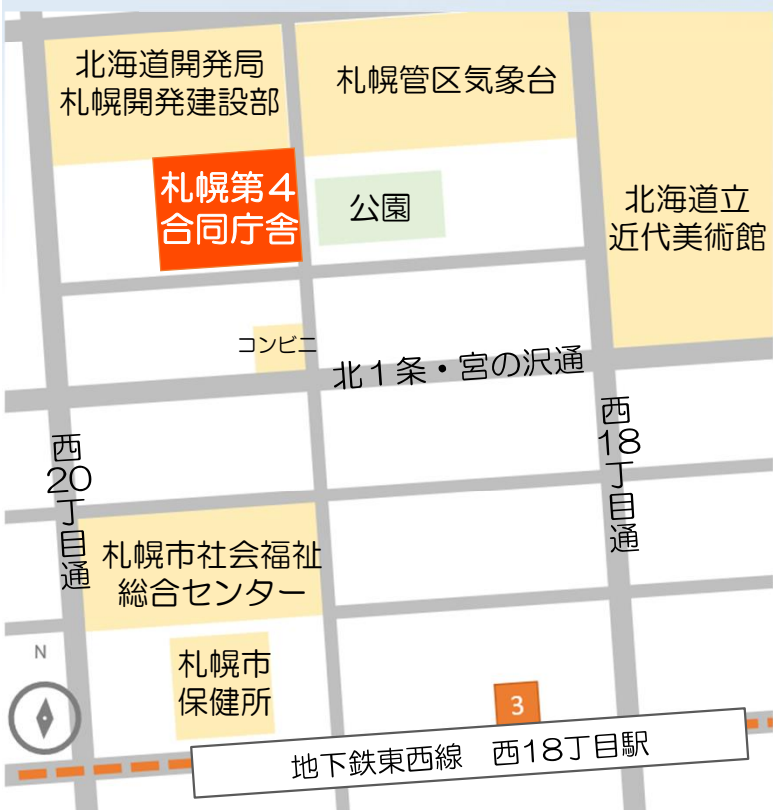 北海道開発局
札幌開発建設部
札幌管区気象台
札幌第4
合同庁舎
公園
北海道立
近代美術館
コンビニ
北1条・宮の沢通
西20丁目通
西18丁目通
札幌市社会福祉
総合センター
N
札幌市
保健所
3
地下鉄東西線 西18丁目駅